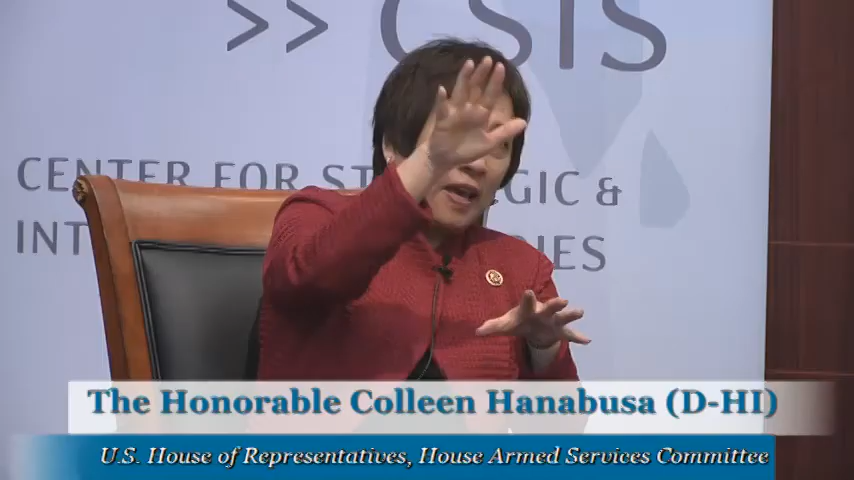 >> CSIS
CENTER FOR ST GIC &
INT IES
The Honorable Colleen Hanabusa (D-HI)
U.S. House of Representatives, House Armed Services Committee